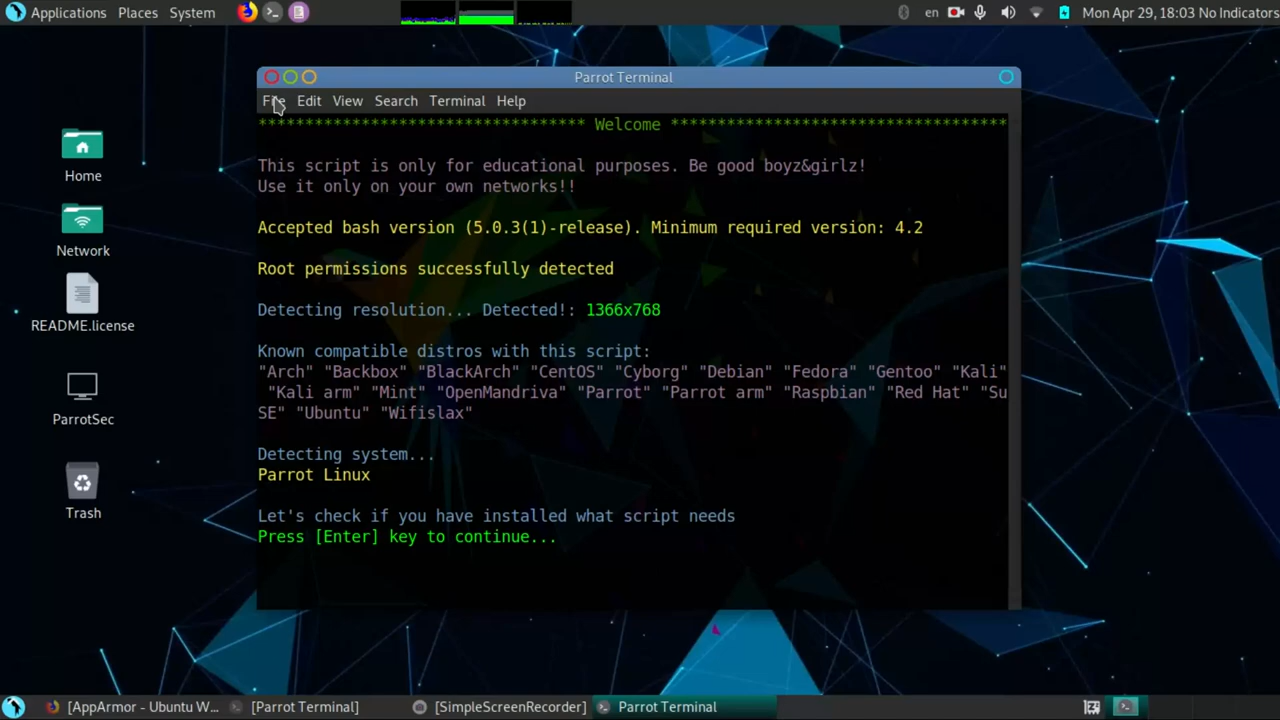 Applications Places System
en Mon Apr 29, 18:03 No Indicators
Parrot Terminal
File Edit View Search Terminal Help
********************************** Welcome **********************************
This script is only for educational purposes. Be good boyz&girlz!
Use it only on your own networks!!
Accepted bash version (5.0.3(1)-release). Minimum required version: 4.2
Root permissions successfully detected
Detecting resolution... Detected!: 1366x768
Known compatible distros with this script:
"Arch" "Backbox" "BlackArch" "CentOS" "Cyborg" "Debian" "Fedora" "Gentoo" "Kali"
"Kali arm" "Mint" "OpenMandriva" "Parrot" "Parrot arm" "Raspbian" "Red Hat" "Su
SE" "Ubuntu" "Wifislax"
Detecting system...
Parrot Linux
Let's check if you have installed what script needs
Press [Enter] key to continue...
Home
Network
README.license
ParrotSec
Trash
[AppArmor - Ubuntu W... [Parrot Terminal] [SimpleScreenRecorder] Parrot Terminal